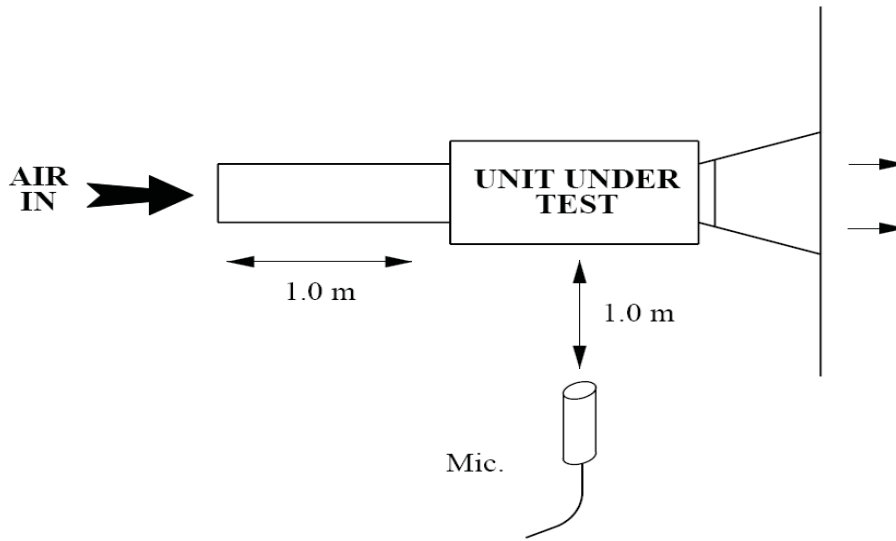 AIR
IN
UNIT UNDER
TEST
1.0 m
1.0 m
Mic.